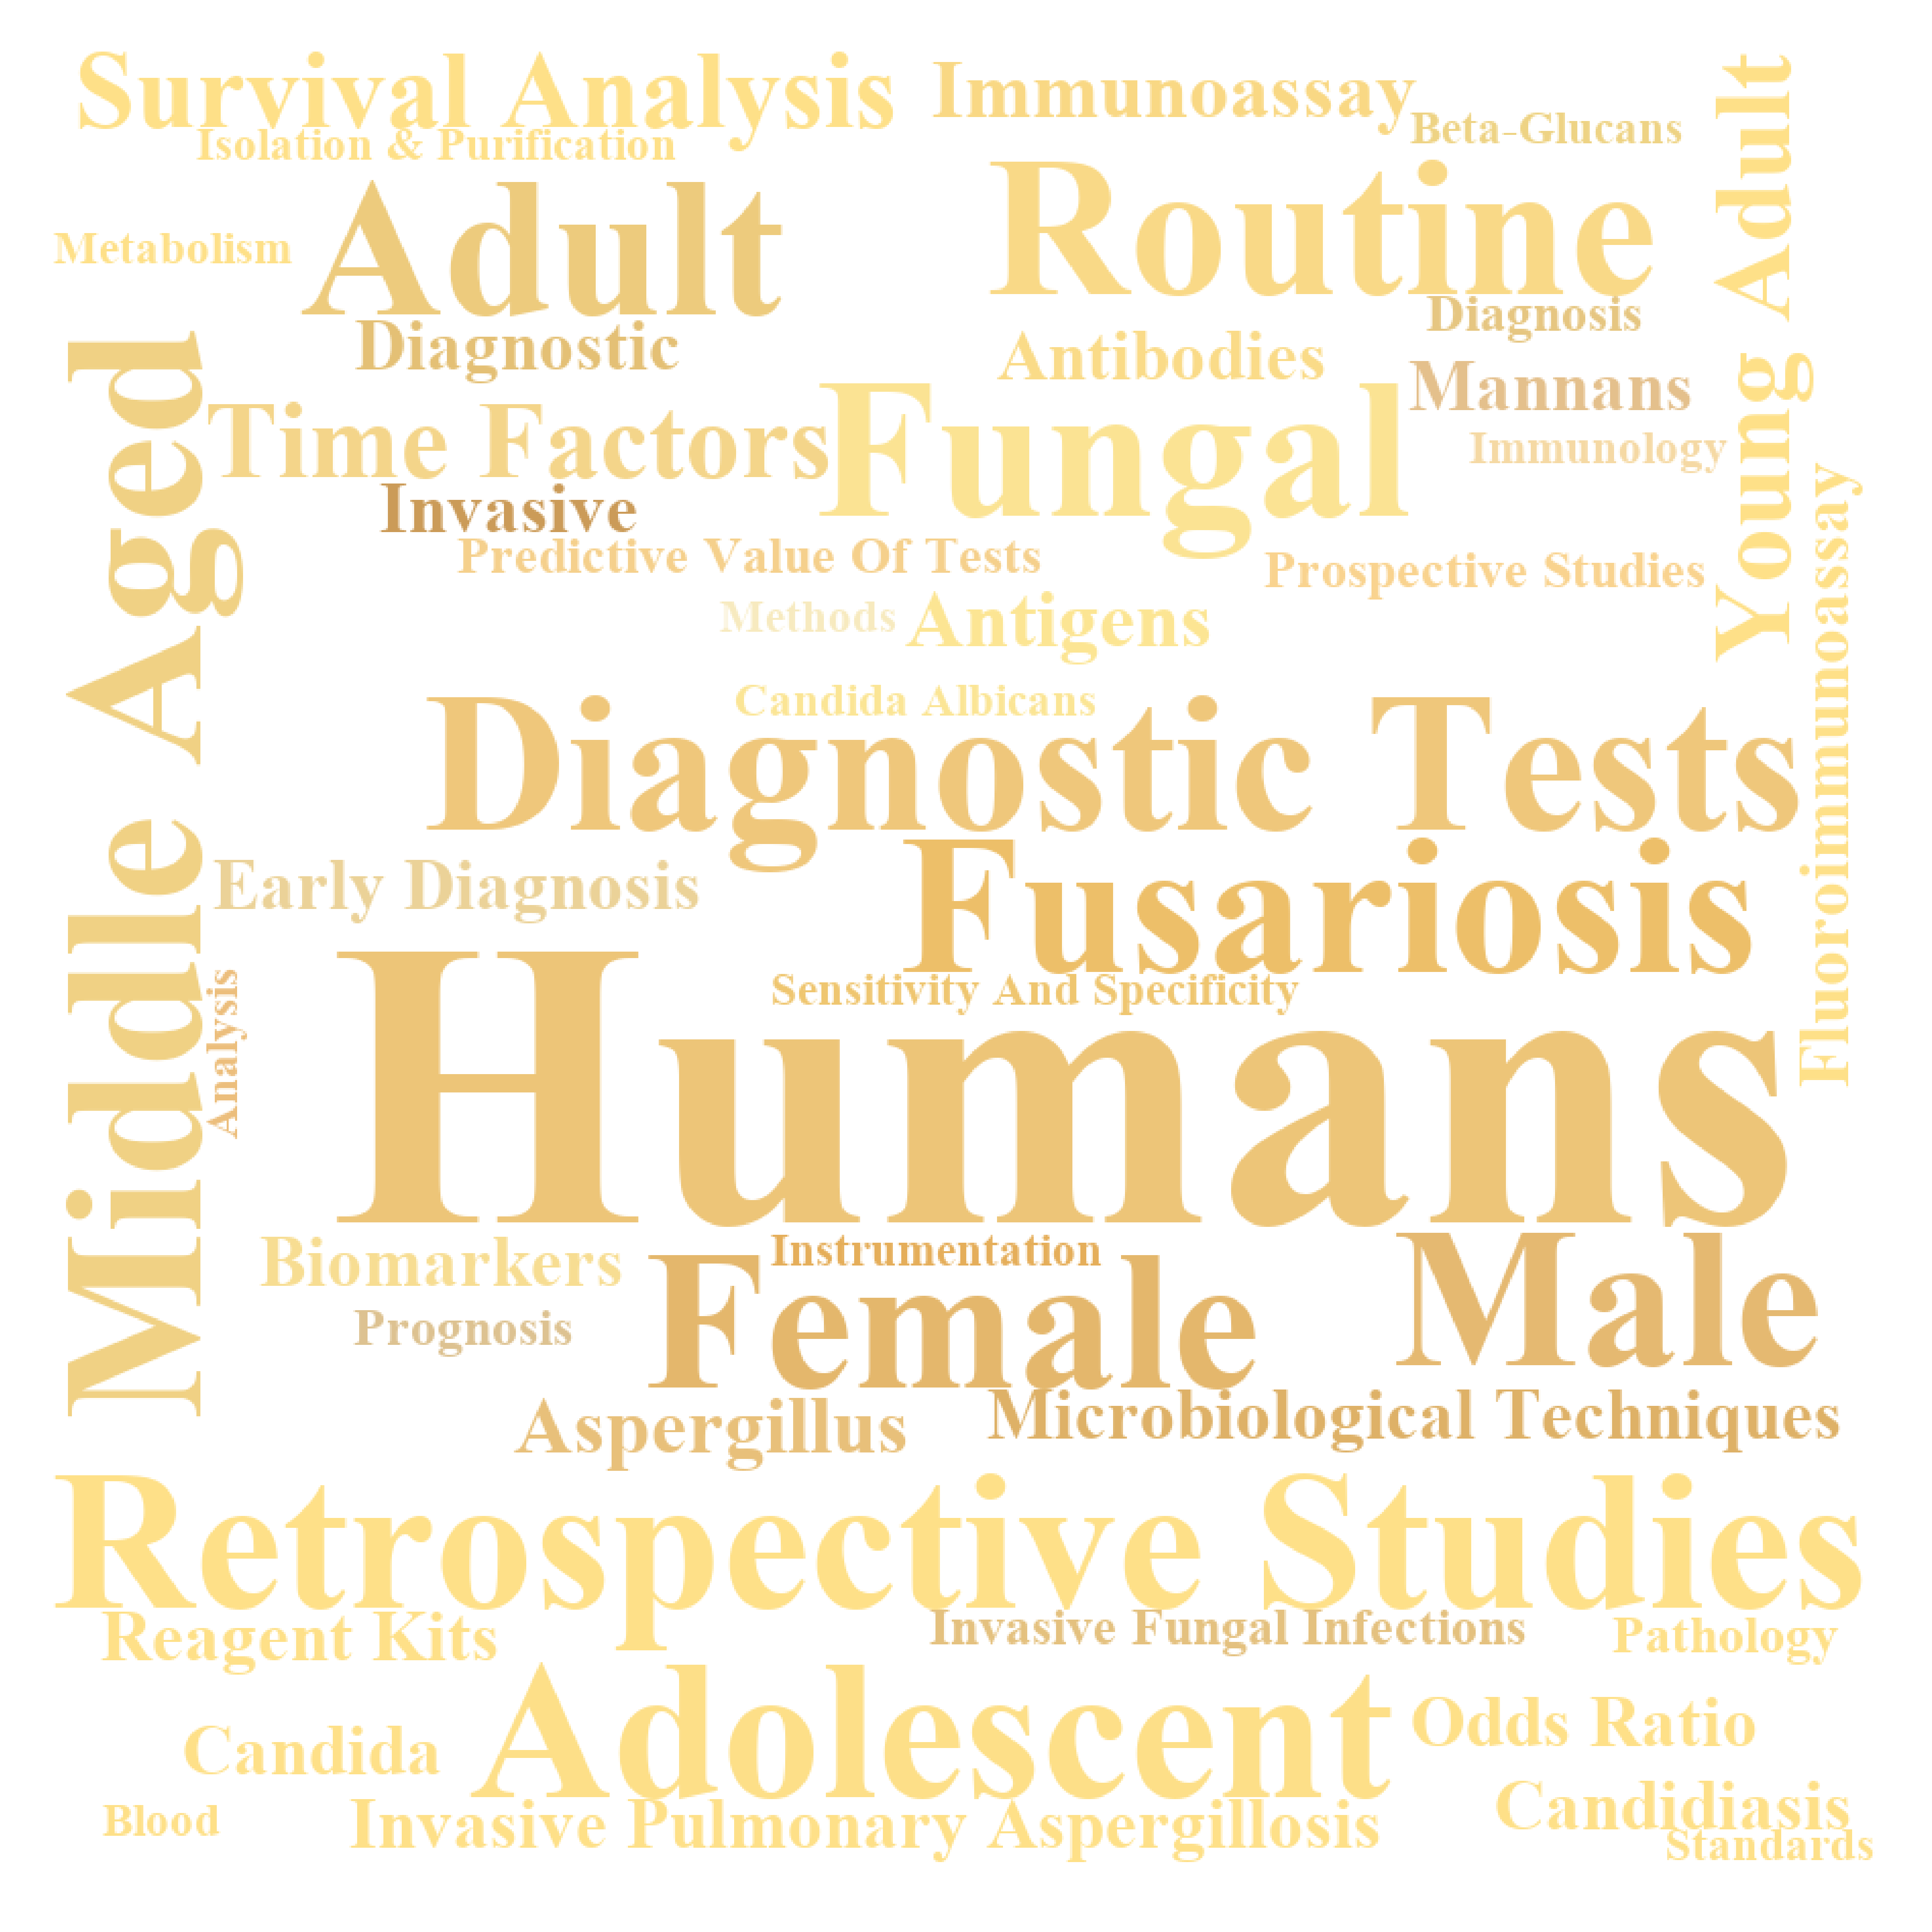 Survival Analysis
Immunoassay
Beta-Glucans
Isolation & Purification
Young Adult
Adult
Routine
Metabolism
Diagnosis
Diagnostic
Antibodies
Mannans
Middle Aged
Time Factors
Fungal
Immunology
Invasive
Fluoroimmunoassay
Predictive Value Of Tests
Prospective Studies
Methods
Antigens
Candida Albicans
Diagnostic Tests
Early Diagnosis
Fusariosis
Sensitivity And Specificity
Analysis
Humans
Biomarkers
Instrumentation
Male
Female
Prognosis
Aspergillus
Microbiological Techniques
Retrospective Studies
Reagent Kits
Invasive Fungal Infections
Pathology
Adolescent
Odds Ratio
Candida
Candidiasis
Blood
Invasive Pulmonary Aspergillosis
Standards